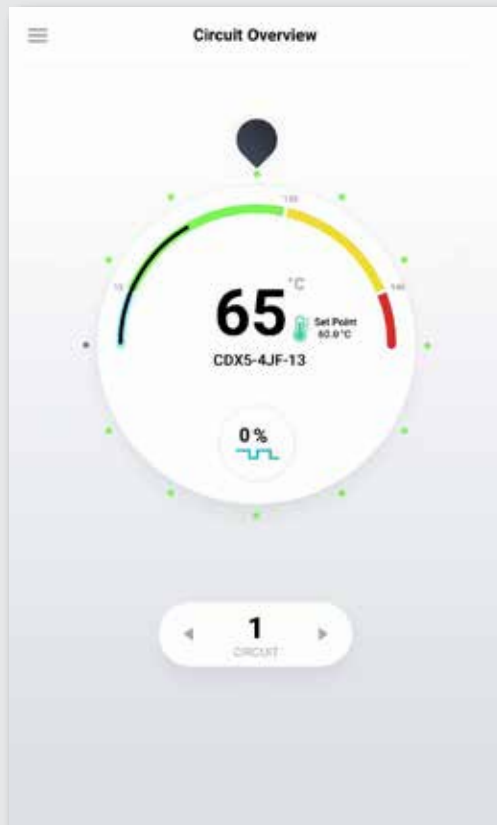 Circuit Overview
°C
65
Set Point
60.0 °C
CDX5-4JF-13
0 %
1
CIRCUIT